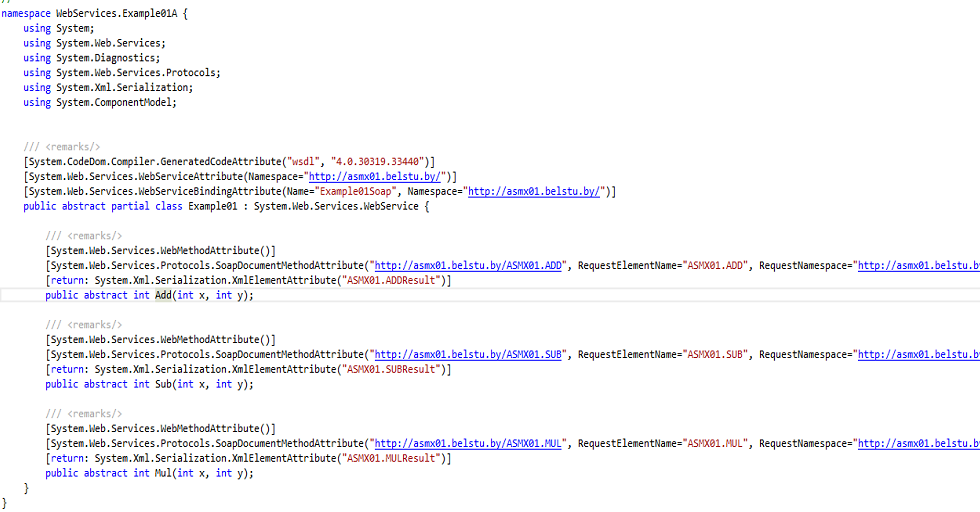 //
namespace WebServices.Example01A {
    using System;
    using System.Web.Services;
    using System.Diagnostics;
    using System.Web.Services.Protocols;
    using System.Xml.Serialization;
    using System.ComponentModel;
    /// <remarks/>
    [System.CodeDom.Compiler.GeneratedCodeAttribute("wsdl", "4.0.30319.33440")]
    [System.Web.Services.WebServiceAttribute(Namespace="http://asmx01.belstu.by/")]
    [System.Web.Services.WebServiceBindingAttribute(Name="Example01Soap", Namespace="http://asmx01.belstu.by/")]
    public abstract partial class Example01 : System.Web.Services.WebService {
        /// <remarks/>
        [System.Web.Services.WebMethodAttribute()]
        [System.Web.Services.Protocols.SoapDocumentMethodAttribute("http://asmx01.belstu.by/ASMX01.ADD", RequestElementName="ASMX01.ADD", RequestNamespace="http://asmx01.belstu.by
        [return: System.Xml.Serialization.XmlElementAttribute("ASMX01.ADDResult")]
        public abstract int Add(int x, int y);
        /// <remarks/>
        [System.Web.Services.WebMethodAttribute()]
        [System.Web.Services.Protocols.SoapDocumentMethodAttribute("http://asmx01.belstu.by/ASMX01.SUB", RequestElementName="ASMX01.SUB", RequestNamespace="http://asmx01.belstu.by
        [return: System.Xml.Serialization.XmlElementAttribute("ASMX01.SUBResult")]
        public abstract int Sub(int x, int y);
        /// <remarks/>
        [System.Web.Services.WebMethodAttribute()]
        [System.Web.Services.Protocols.SoapDocumentMethodAttribute("http://asmx01.belstu.by/ASMX01.MUL", RequestElementName="ASMX01.MUL", RequestNamespace="http://asmx01.belstu.by
        [return: System.Xml.Serialization.XmlElementAttribute("ASMX01.MULResult")]
        public abstract int Mul(int x, int y);
    }
}